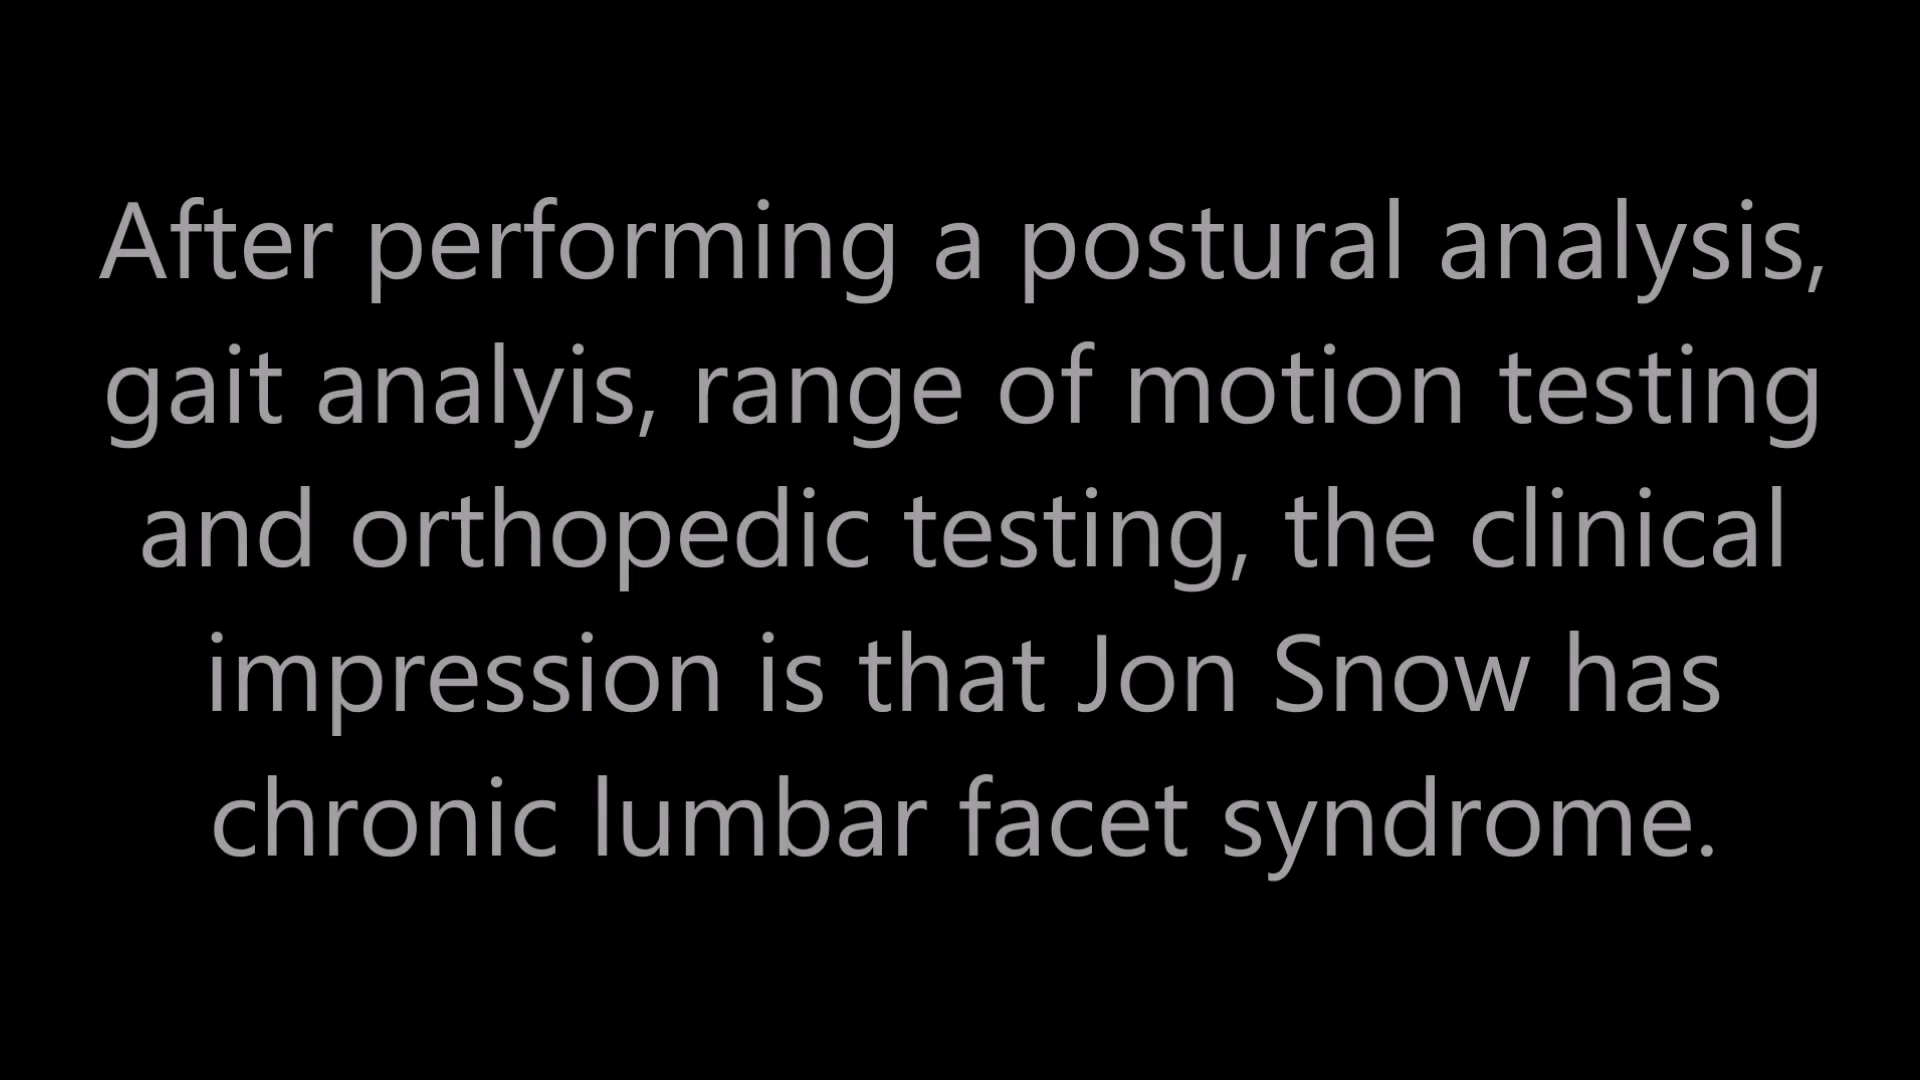 After performing a postural analysis,
gait analyis, range of motion testing
and orthopedic testing, the clinical
impression is that Jon Snow has
chronic lumbar facet syndrome.